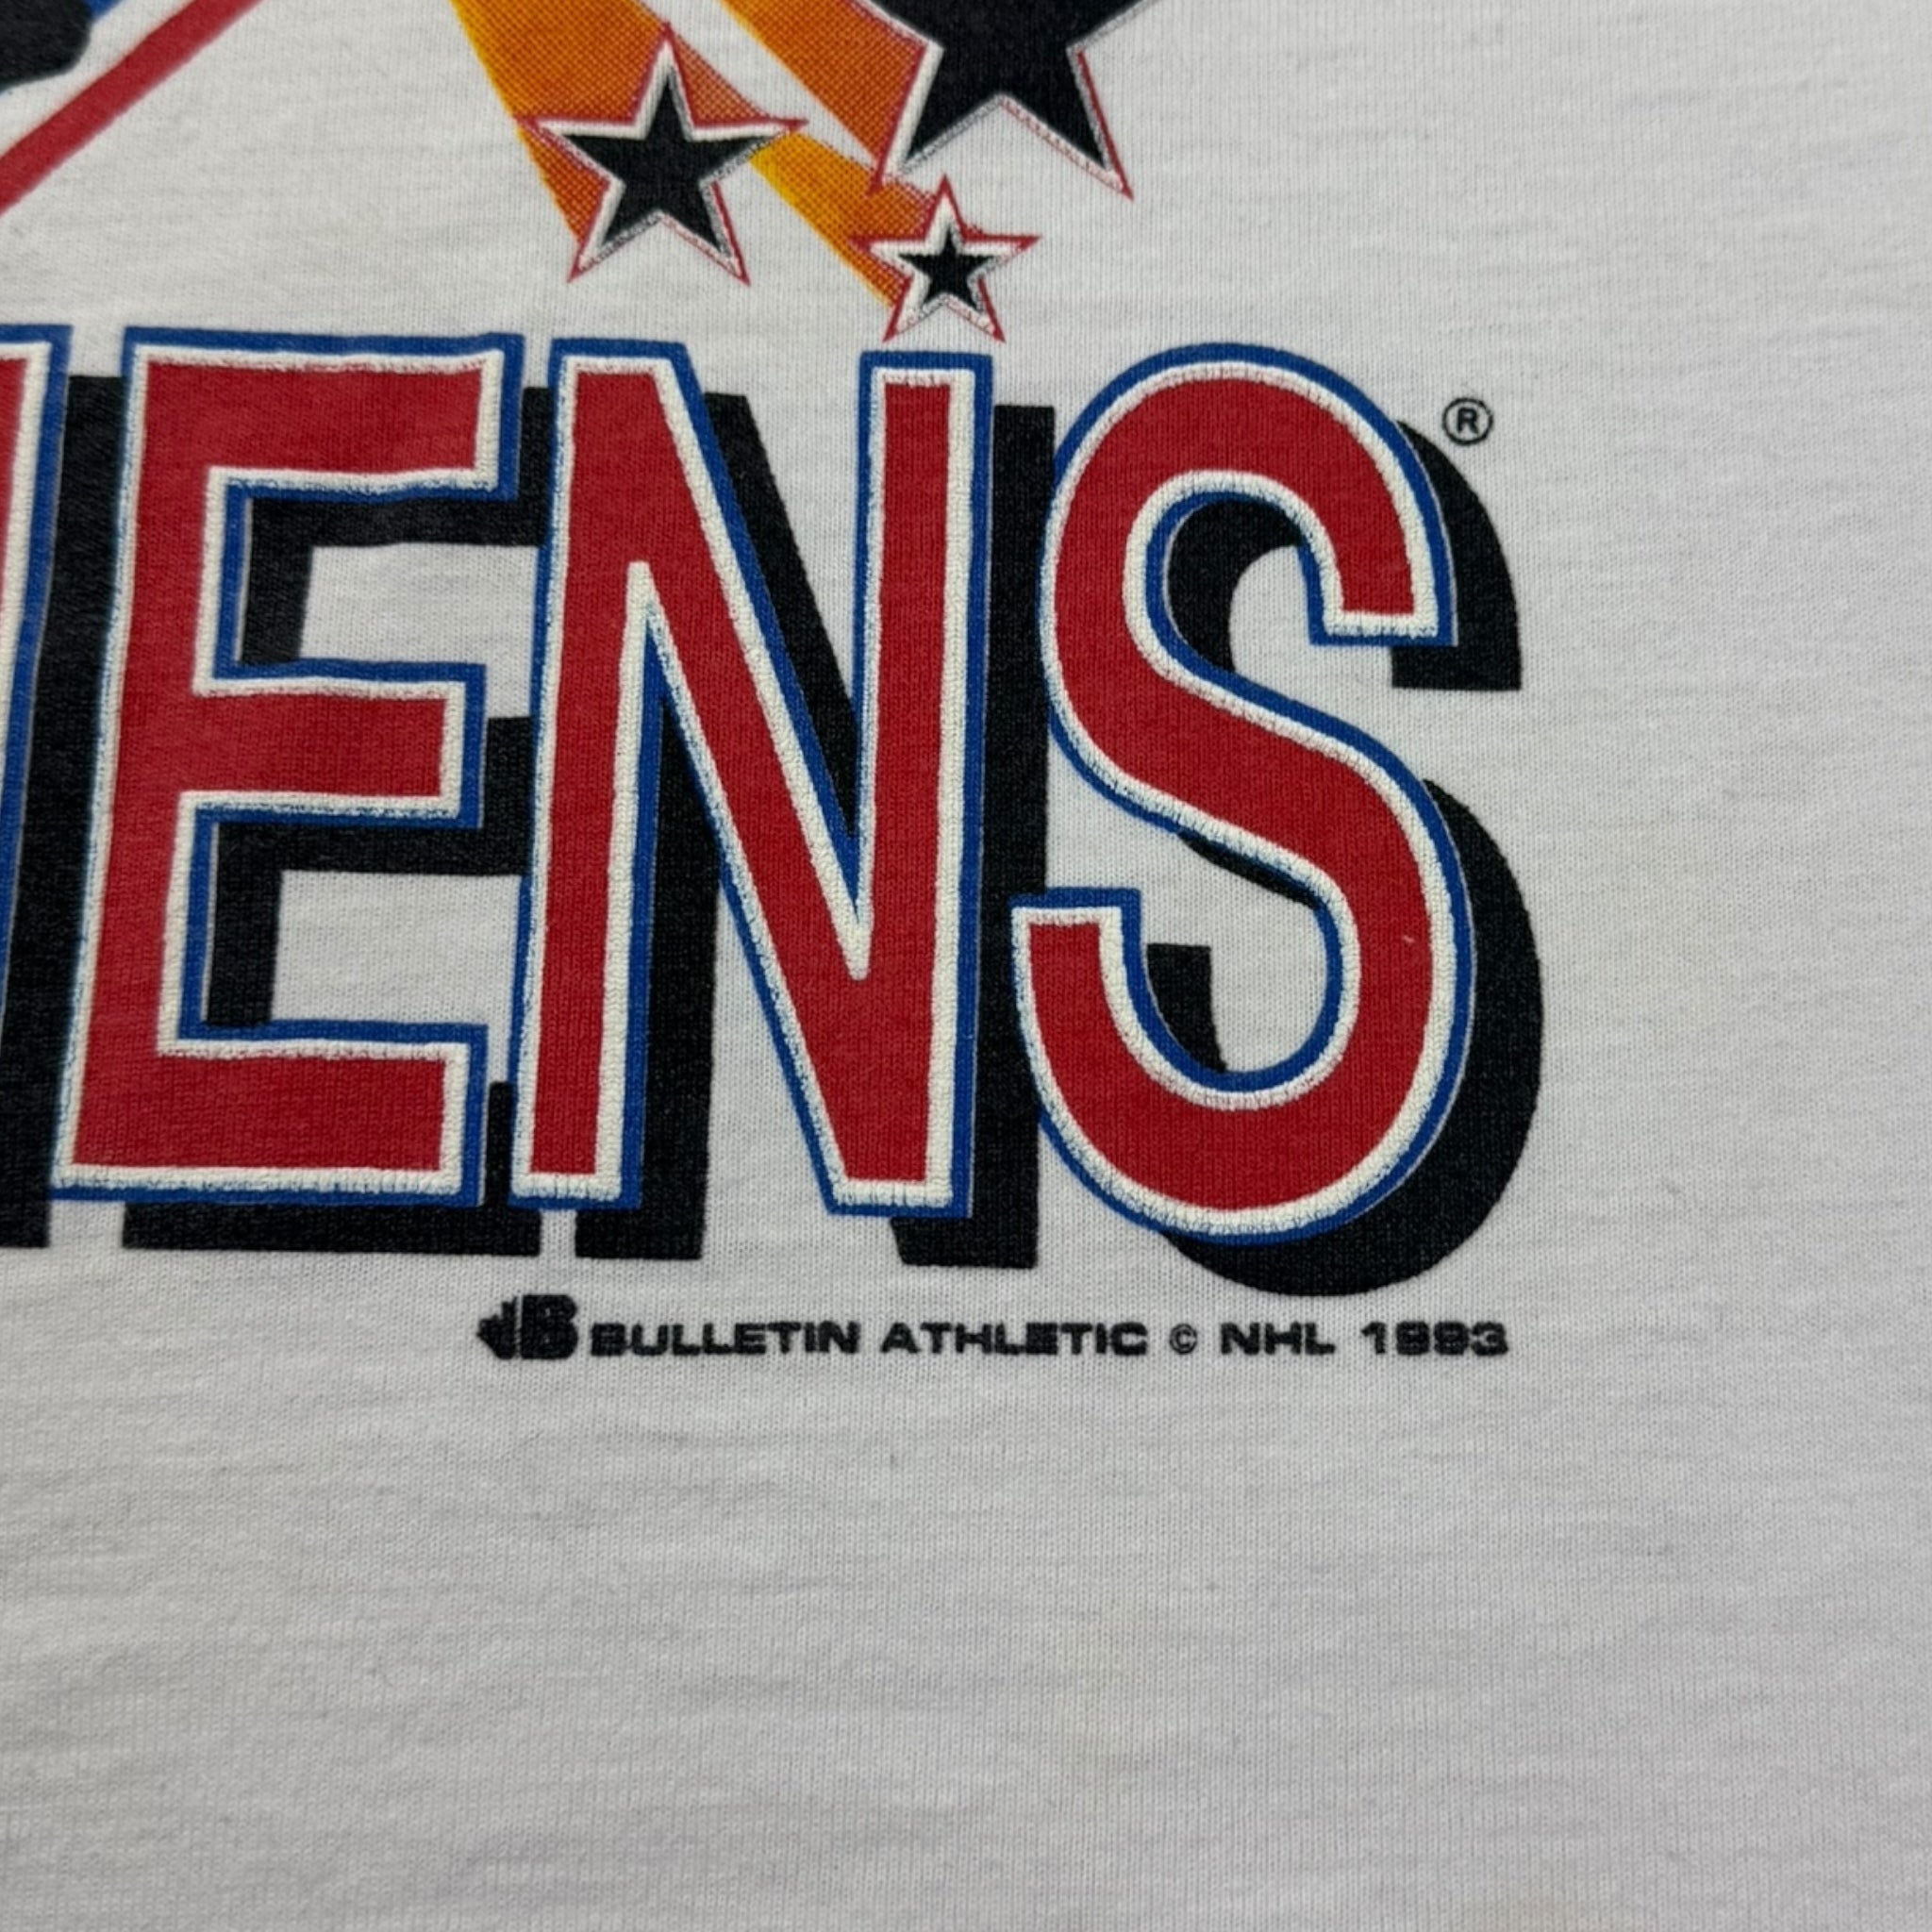 ENS®
B BULLETIN ATHLETIC © NHL 1993